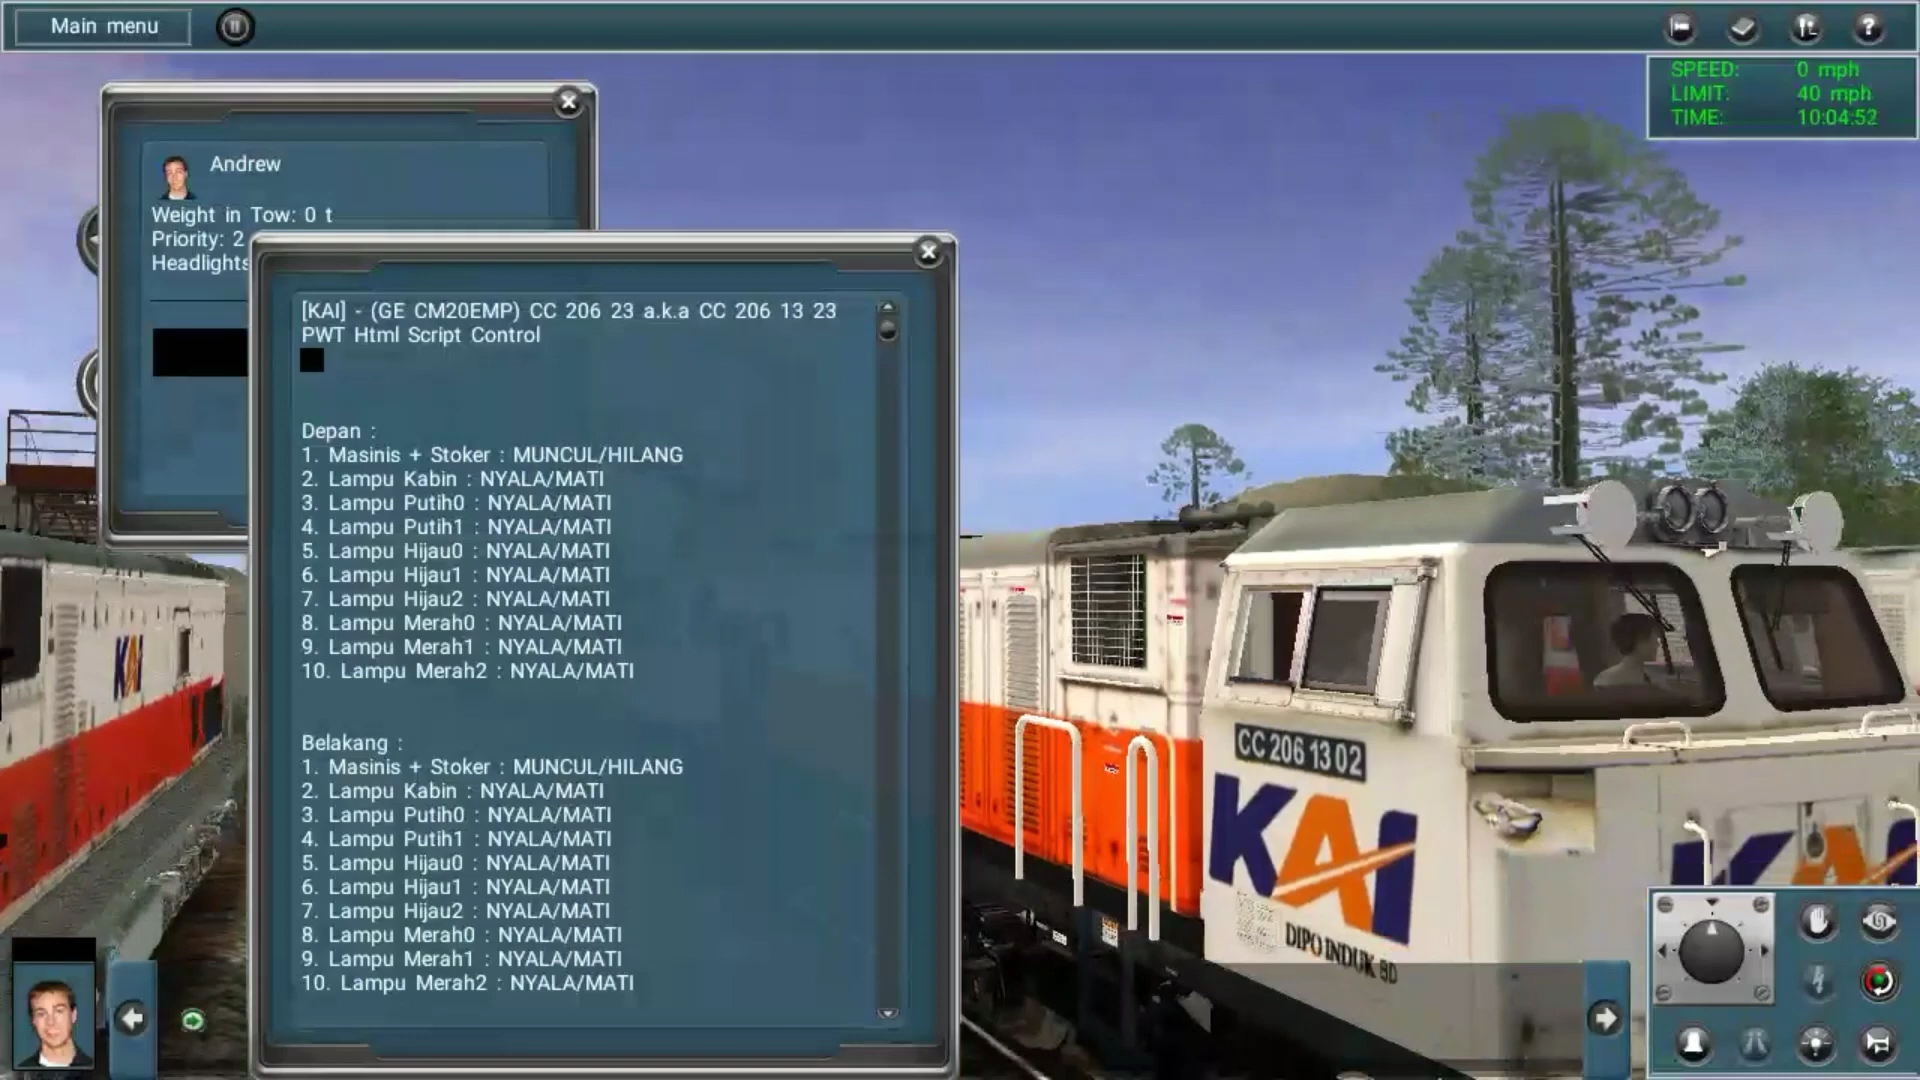 Main menu
SPEED: 0 mph
LIMIT: 40 mph
TIME: 10:04:52
Andrew
Weight in Tow: 0 t
Priority: 2
Headlights
[KAI] - (GE CM20EMP) CC 206 23 a.k.a CC 206 13 23
PWT Html Script Control
Depan :
1. Masinis + Stoker : MUNCUL/HILANG
2. Lampu Kabin : NYALA/MATI
3. Lampu Putih0 : NYALA/MATI
4. Lampu Putih1 : NYALA/MATI
5. Lampu Hijau0 : NYALA/MATI
6. Lampu Hijau1 : NYALA/MATI
7. Lampu Hijau2 : NYALA/MATI
8. Lampu Merah0 : NYALA/MATI
9. Lampu Merah1 : NYALA/MATI
10. Lampu Merah2 : NYALA/MATI
Belakang :
1. Masinis + Stoker : MUNCUL/HILANG
2. Lampu Kabin : NYALA/MATI
3. Lampu Putih0 : NYALA/MATI
4. Lampu Putih1 : NYALA/MATI
5. Lampu Hijau0 : NYALA/MATI
6. Lampu Hijau1 : NYALA/MATI
7. Lampu Hijau2 : NYALA/MATI
8. Lampu Merah0 : NYALA/MATI
9. Lampu Merah1 : NYALA/MATI
10. Lampu Merah2 : NYALA/MATI
KAI
CC 206 13 02
KAI
DIPO INDUK BD
KAI